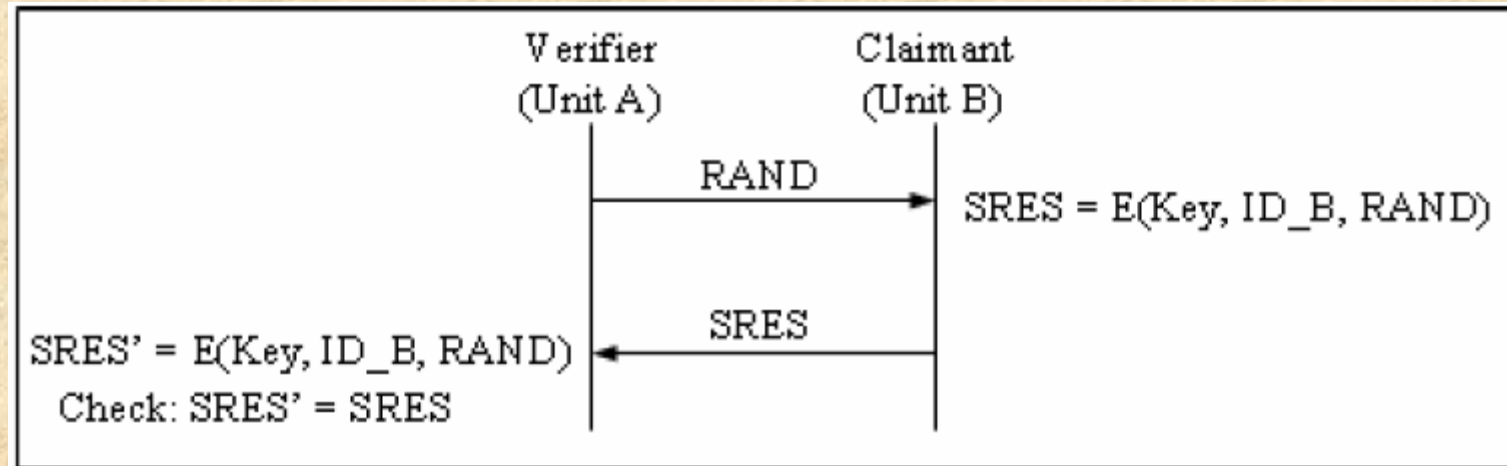 Verifier
(Unit A)
Claimant
(Unit B)
RAND
SRES = E(Key, ID_B, RAND)
SRES
SRES’ = E(Key, ID_B, RAND)
Check: SRES’ = SRES